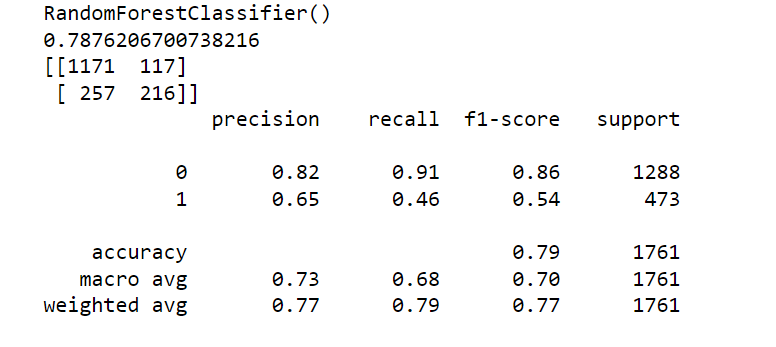 RandomForestClassifier()
0.7876206700738216
[[1171  117]
 [ 257  216]]
              precision    recall  f1-score   support

           0       0.82      0.91      0.86      1288
           1       0.65      0.46      0.54       473

    accuracy                           0.79      1761
   macro avg       0.73      0.68      0.70      1761
weighted avg       0.77      0.79      0.77      1761